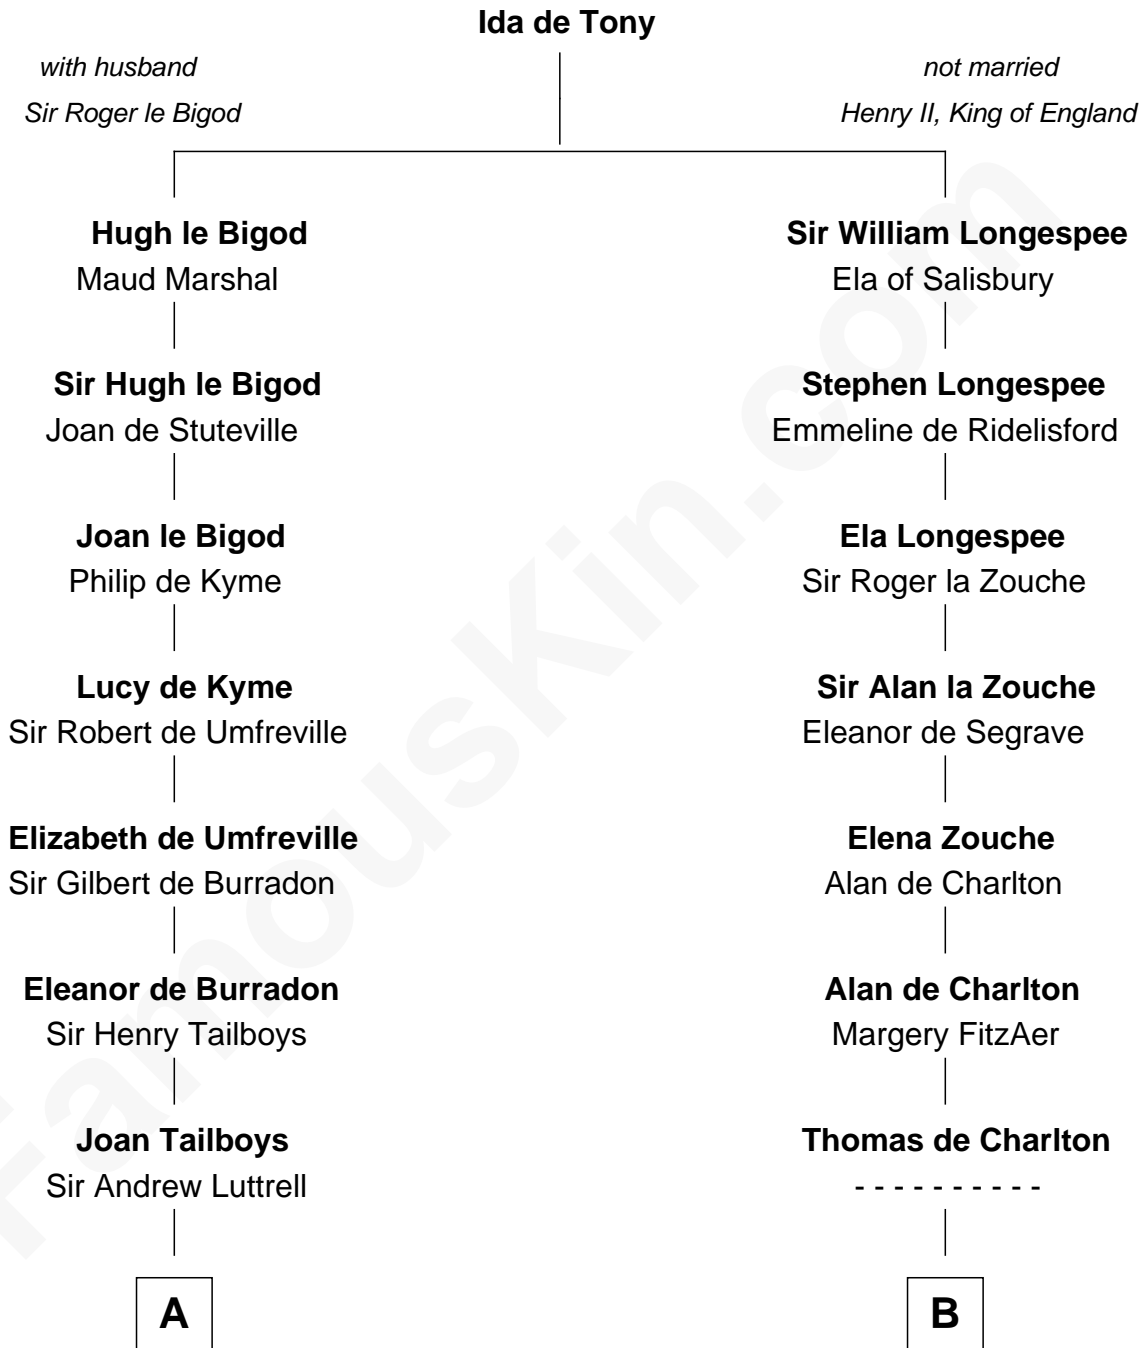 Ida de Tony
with husband
not married
Sir Roger le Bigod
Henry II, King of England
Hugh le Bigod
Maud Marshal
Sir William Longespee
Ela of Salisbury
Sir Hugh le Bigod
Joan de Stuteville
Stephen Longespee
Emmeline de Ridelisford
Joan le Bigod
Philip de Kyme
Ela Longespee
Sir Roger la Zouche
Lucy de Kyme
Sir Robert de Umfreville
Sir Alan la Zouche
Eleanor de Segrave
Elizabeth de Umfreville
Sir Gilbert de Burradon
Elena Zouche
Alan de Charlton
Eleanor de Burradon
Sir Henry Tailboys
Alan de Charlton
Margery FitzAer
Joan Tailboys
Sir Andrew Luttrell
Thomas de Charlton
- - - - - - - - - -
A
B
FamousKin.com